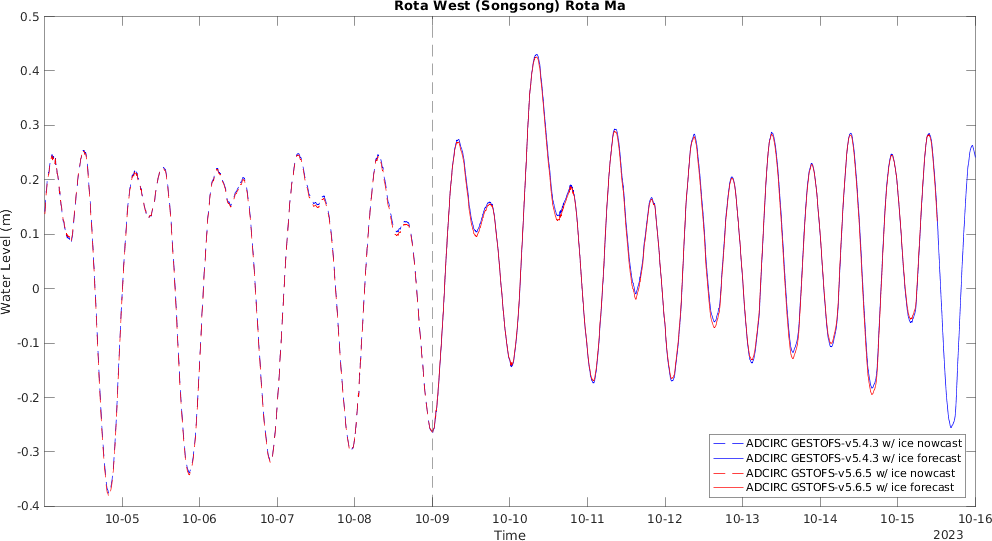 Rota West (Songsong) Rota Ma
0.5
0.4
0.3
0.2
0.1
0
-0.1
-0.2
-0.3
-0.4
Water Level (m)
ADCIRC GESTOFS-v5.4.3 w/ ice nowcast
ADCIRC GESTOFS-v5.4.3 w/ ice forecast
ADCIRC GSTOFS-v5.6.5 w/ ice nowcast
ADCIRC GSTOFS-v5.6.5 w/ ice forecast
10-05 10-06 10-07 10-08 10-09 10-10 10-11 10-12 10-13 10-14 10-15 10-16
Time
2023